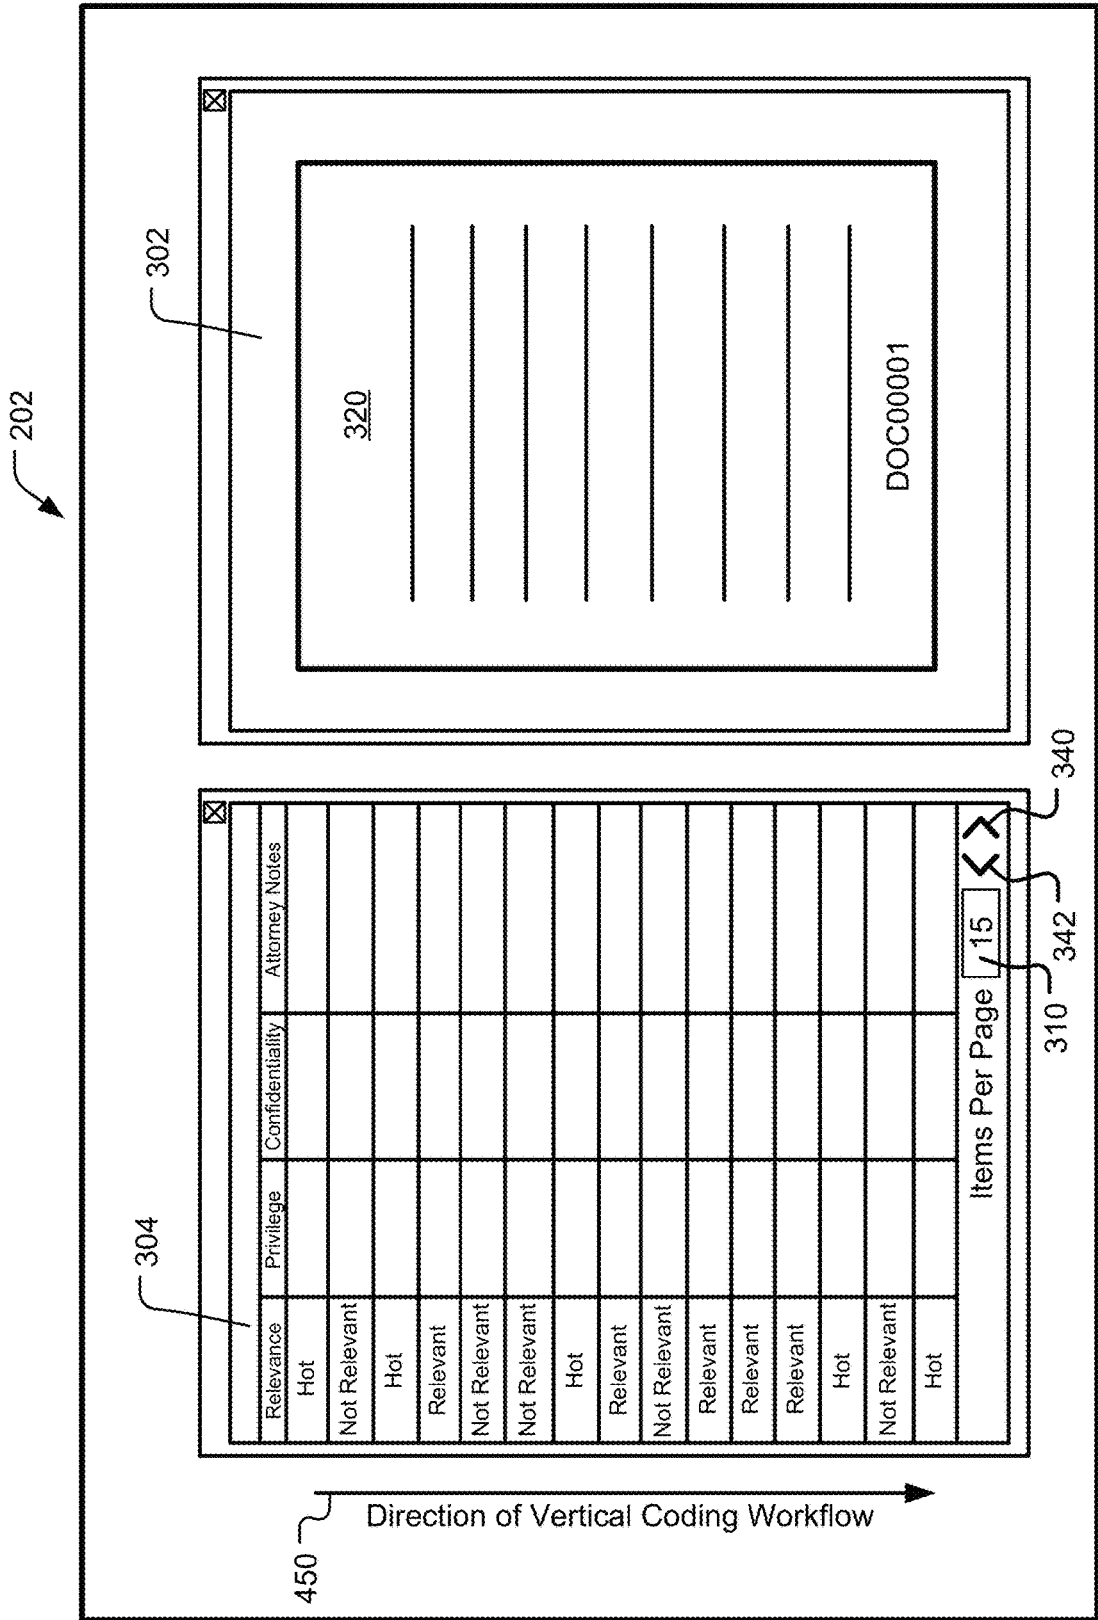 202
304
302
Relevance Privilege Confidentiality Attorney Notes
Hot
Not Relevant
Hot
Relevant
Not Relevant
Not Relevant
Hot
Relevant
Not Relevant
Relevant
Relevant
Relevant
Hot
Not Relevant
Hot
Items Per Page 15
310
342
340
320
DOC00001
450
Direction of Vertical Coding Workflow